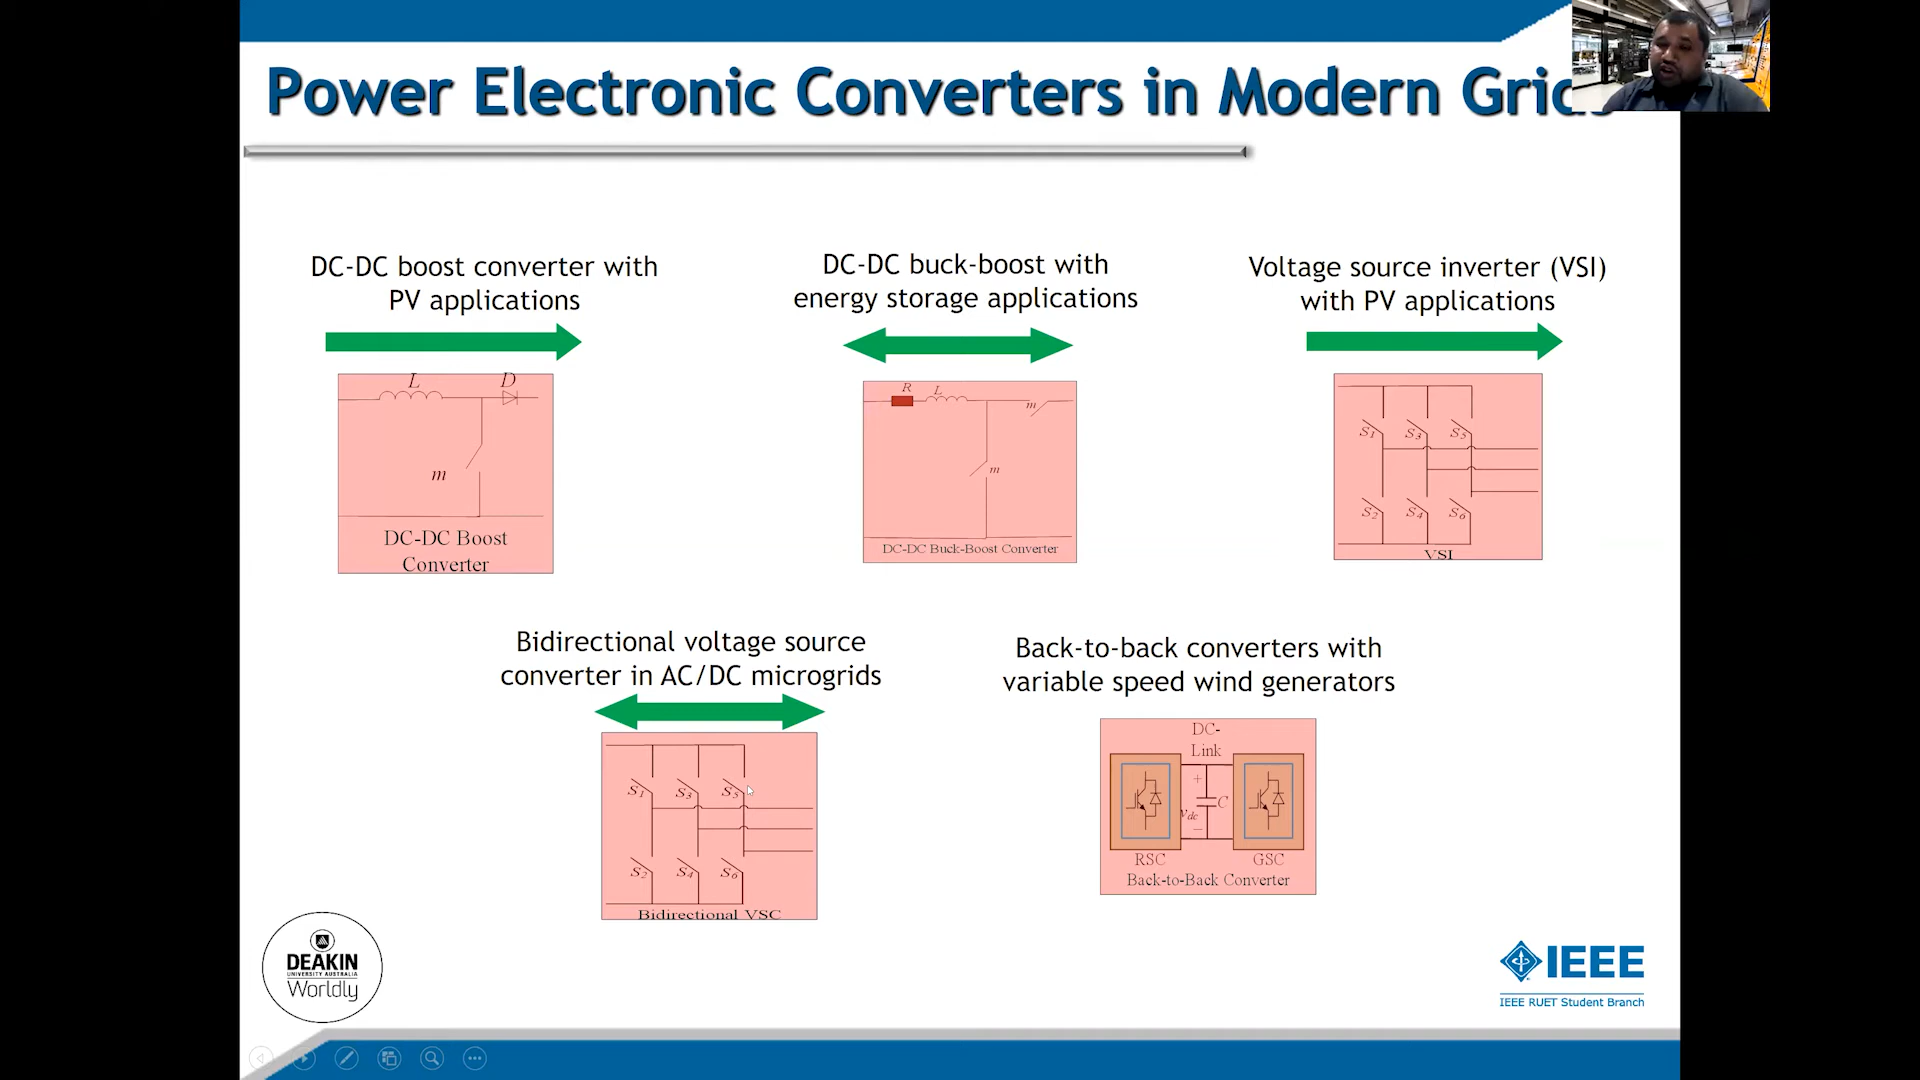 Power Electronic Converters in Modern Grids
DC-DC boost converter with
PV applications
L D
m
DC-DC Boost
Converter
DC-DC buck-boost with
energy storage applications
R L
m
m
DC-DC Buck-Boost Converter
Voltage source inverter (VSI)
with PV applications
S1 S3 S5
S2 S4 S6
VSI
Bidirectional voltage source
converter in AC/DC microgrids
S1 S3 S5
S2 S4 S6
Bidirectional VSC
Back-to-back converters with
variable speed wind generators
DC-
Link
+
C
vdc
−
RSC GSC
Back-to-Back Converter
DEAKIN
UNIVERSITY AUSTRALIA
Worldly
IEEE
IEEE RUET Student Branch